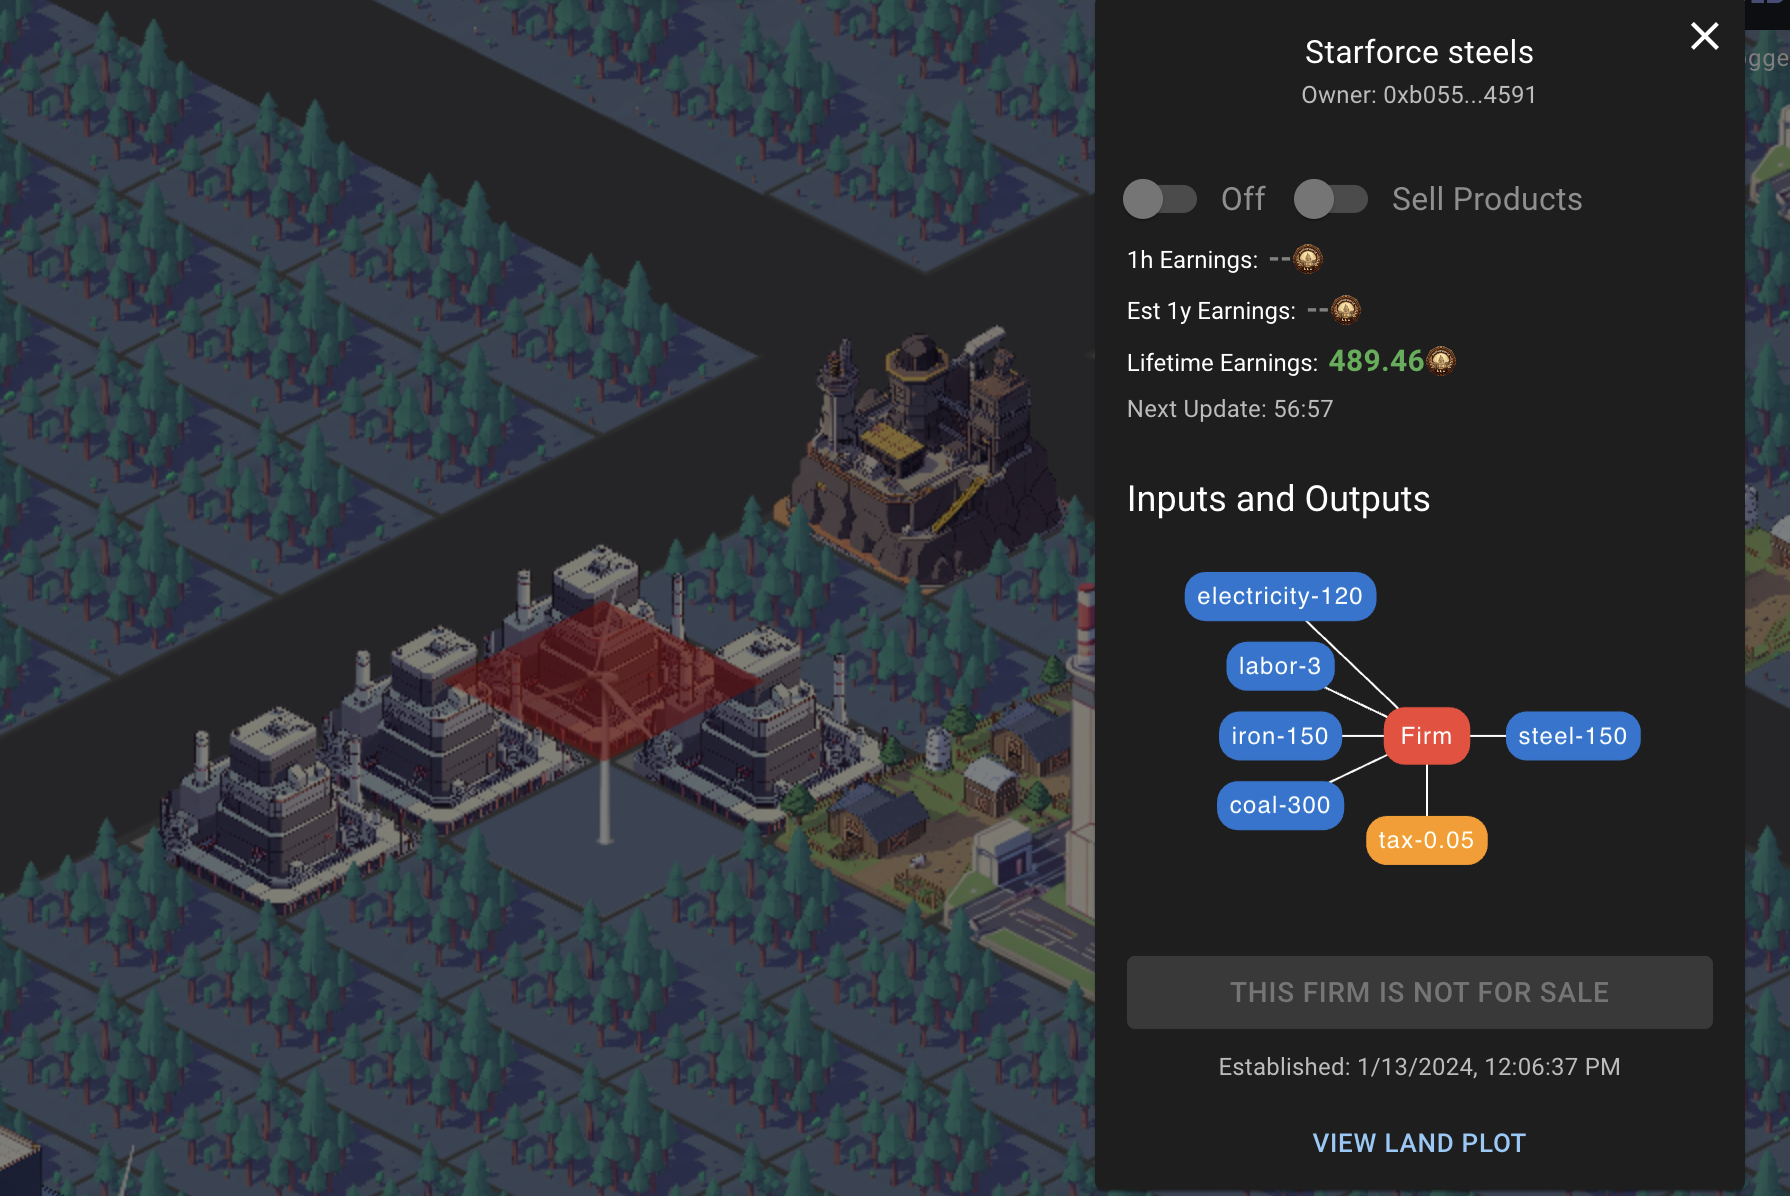 Starforce steels
Owner: 0xb055...4591
Off
Sell Products
1h Earnings: --
Est 1y Earnings: --
Lifetime Earnings: 489.46
Next Update: 56:57
Inputs and Outputs
electricity-120
labor-3
iron-150
Firm
steel-150
coal-300
tax-0.05
THIS FIRM IS NOT FOR SALE
Established: 1/13/2024, 12:06:37 PM
VIEW LAND PLOT